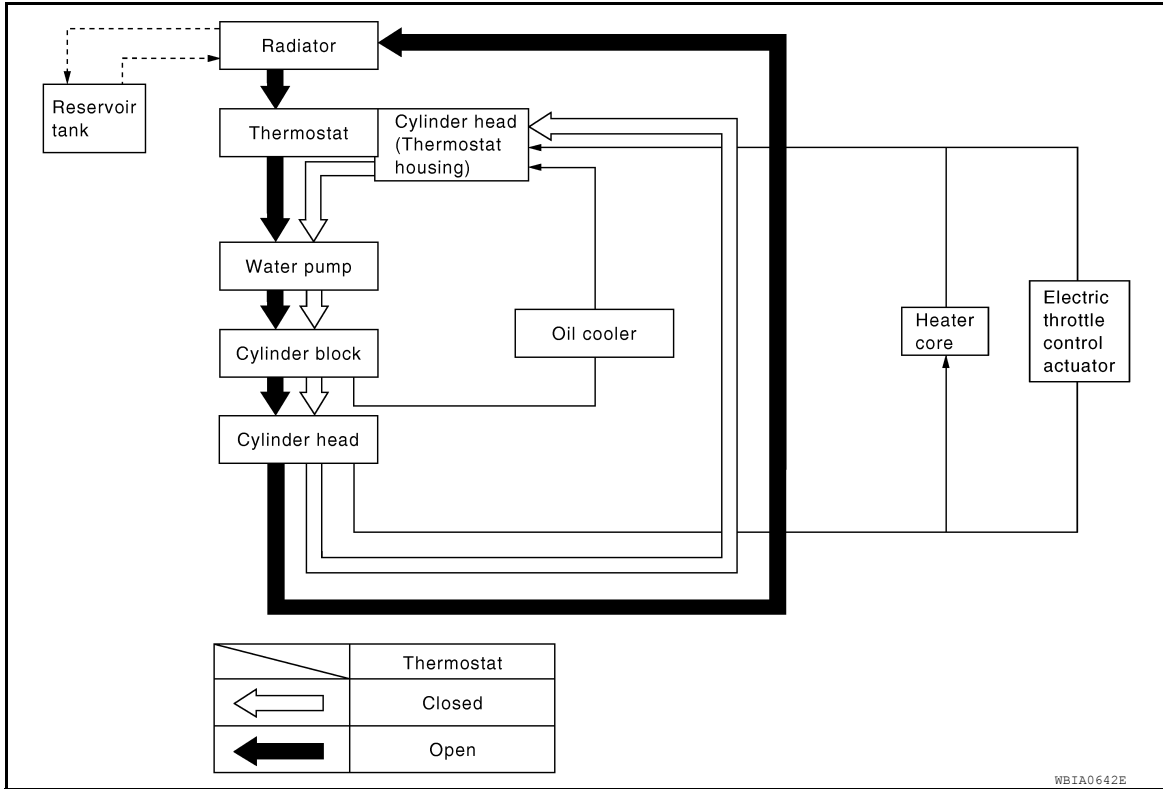 Radiator
Reservoir
tank
Thermostat
Cylinder head
(Thermostat
housing)
Water pump
Cylinder block
Oil cooler
Heater
core
Electric
throttle
control
actuator
Cylinder head
Thermostat
Closed
Open
WBIA0642E